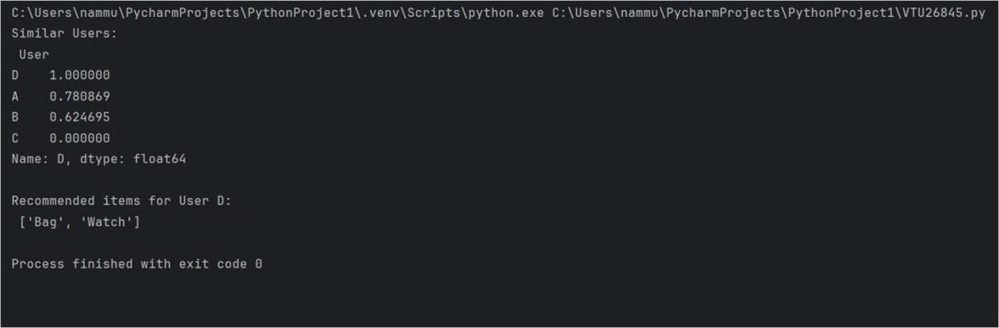 C:\Users\nammu\PycharmProjects\PythonProject1\.venv\Scripts\python.exe C:\Users\nammu\PycharmProjects\PythonProject1\VTU26845.py
Similar Users:
 User
D    1.000000
A    0.780869
B    0.624695
C    0.000000
Name: D, dtype: float64

Recommended items for User D:
 ['Bag', 'Watch']

Process finished with exit code 0